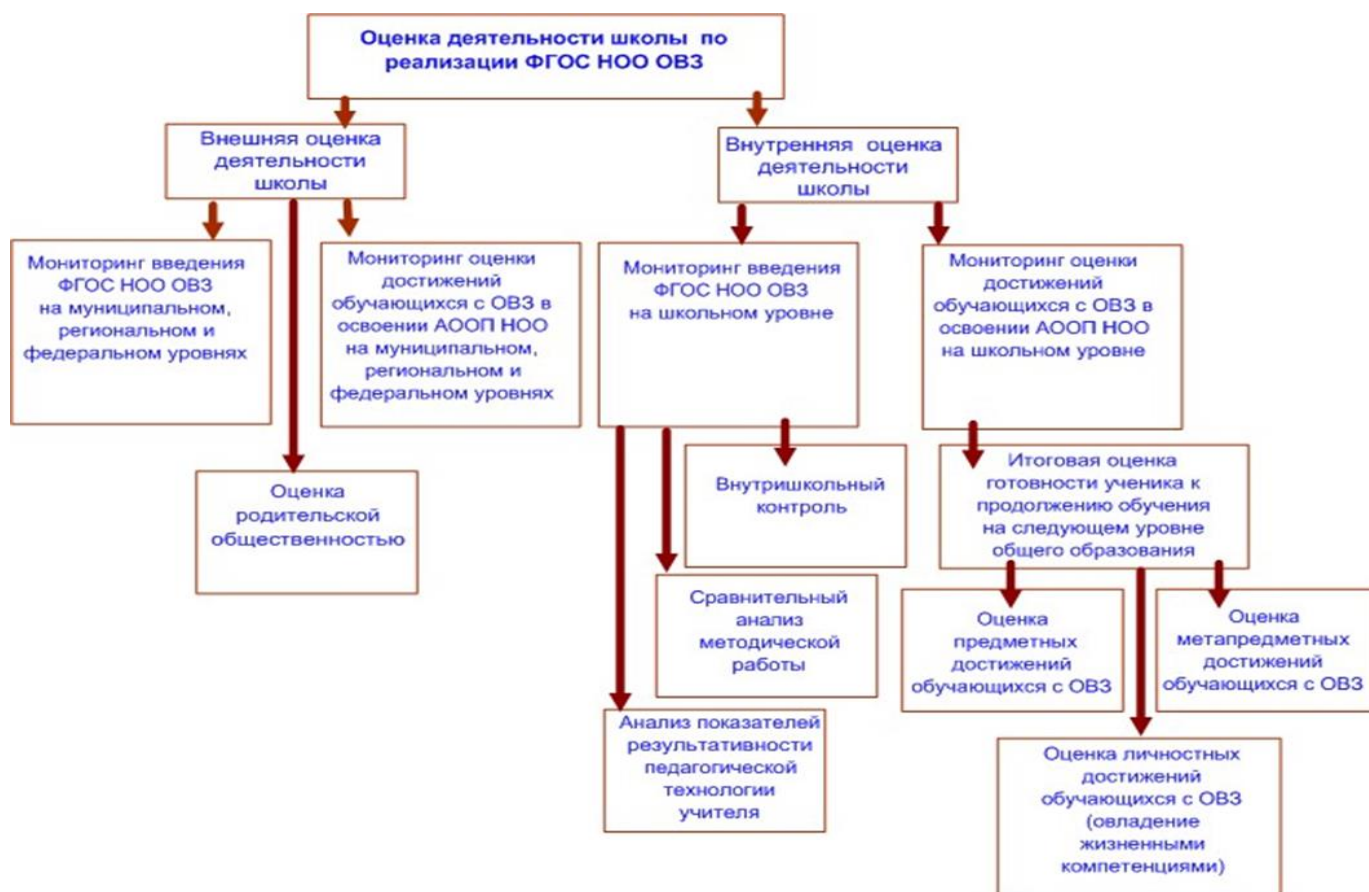 Оценка деятельности школы по
реализации ФГОС НОО ОВЗ
Внешняя оценка
деятельности
школы
Внутренняя оценка
деятельности
школы
Мониторинг введения
ФГОС НОО ОВЗ
на муниципальном,
региональном и
федеральном уровнях
Мониторинг оценки
достижений
обучающихся с ОВЗ в
освоении АООП НОО
на муниципальном,
региональном и
федеральном уровнях
Мониторинг введения
ФГОС НОО ОВЗ
на школьном уровне
Мониторинг оценки
достижений
обучающихся с ОВЗ в
освоении АООП НОО
на школьном уровне
Оценка
родительской
общественностью
Внутришкольный
контроль
Итоговая оценка
готовности ученика к
продолжению обучения
на следующем уровне
общего образования
Сравнительный
анализ
методической
работы
Оценка
предметных
достижений
обучающихся с ОВЗ
Оценка
метапредметных
достижений
обучающихся с ОВЗ
Анализ показателей
результативности
педагогической
технологии
учителя
Оценка личностных
достижений
обучающихся с ОВЗ
(овладение
жизненными
компетенциями)